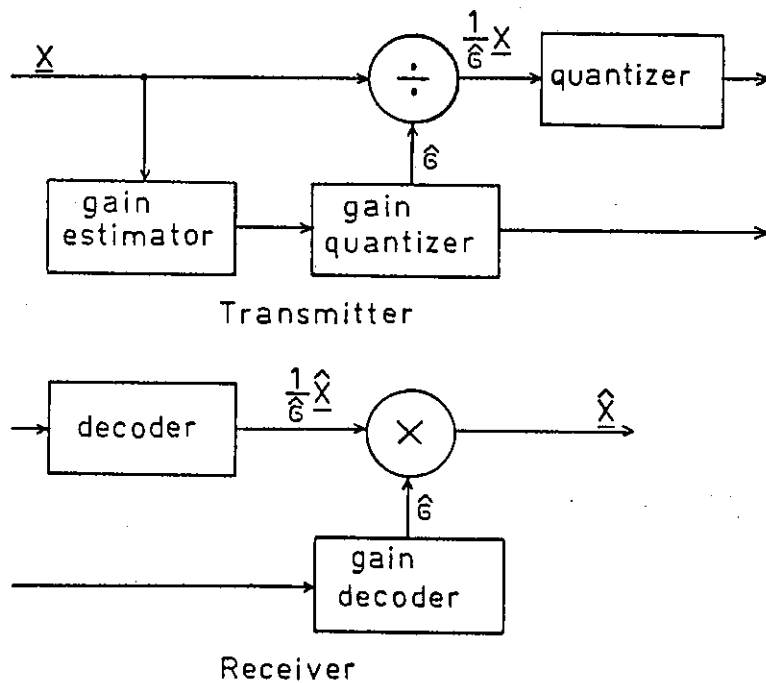 X
1/Ĝ X
÷
quantizer
Ĝ
gain
estimator
gain
quantizer
Transmitter
decoder
1/Ĝ X̂
×
X̂
Ĝ
gain
decoder
Receiver